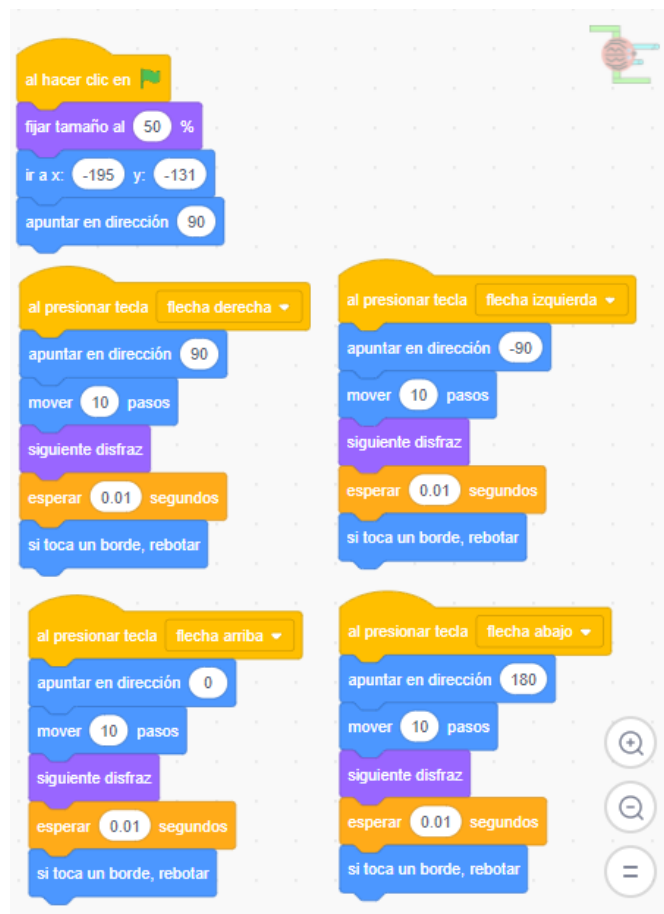 al hacer clic en
fijar tamaño al 50 %
ir a x: -195 y: -131
apuntar en dirección 90
al presionar tecla flecha derecha
apuntar en dirección 90
mover 10 pasos
siguiente disfraz
esperar 0.01 segundos
si toca un borde, rebotar
al presionar tecla flecha izquierda
apuntar en dirección -90
mover 10 pasos
siguiente disfraz
esperar 0.01 segundos
si toca un borde, rebotar
al presionar tecla flecha arriba
apuntar en dirección 0
mover 10 pasos
siguiente disfraz
esperar 0.01 segundos
si toca un borde, rebotar
al presionar tecla flecha abajo
apuntar en dirección 180
mover 10 pasos
siguiente disfraz
esperar 0.01 segundos
si toca un borde, rebotar